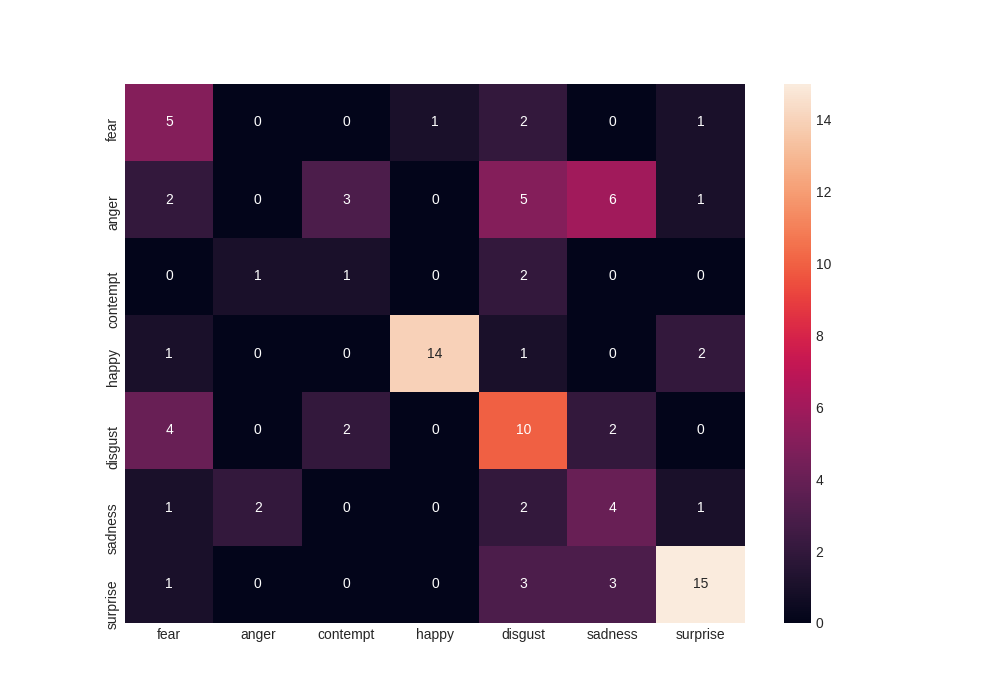 fear 5 0 0 1 2 0 1
anger 2 0 3 0 5 6 1
contempt 0 1 1 0 2 0 0
happy 1 0 0 14 1 0 2
disgust 4 0 2 0 10 2 0
sadness 1 2 0 0 2 4 1
surprise 1 0 0 0 3 3 15
fear anger contempt happy disgust sadness surprise
14
12
10
8
6
4
2
0